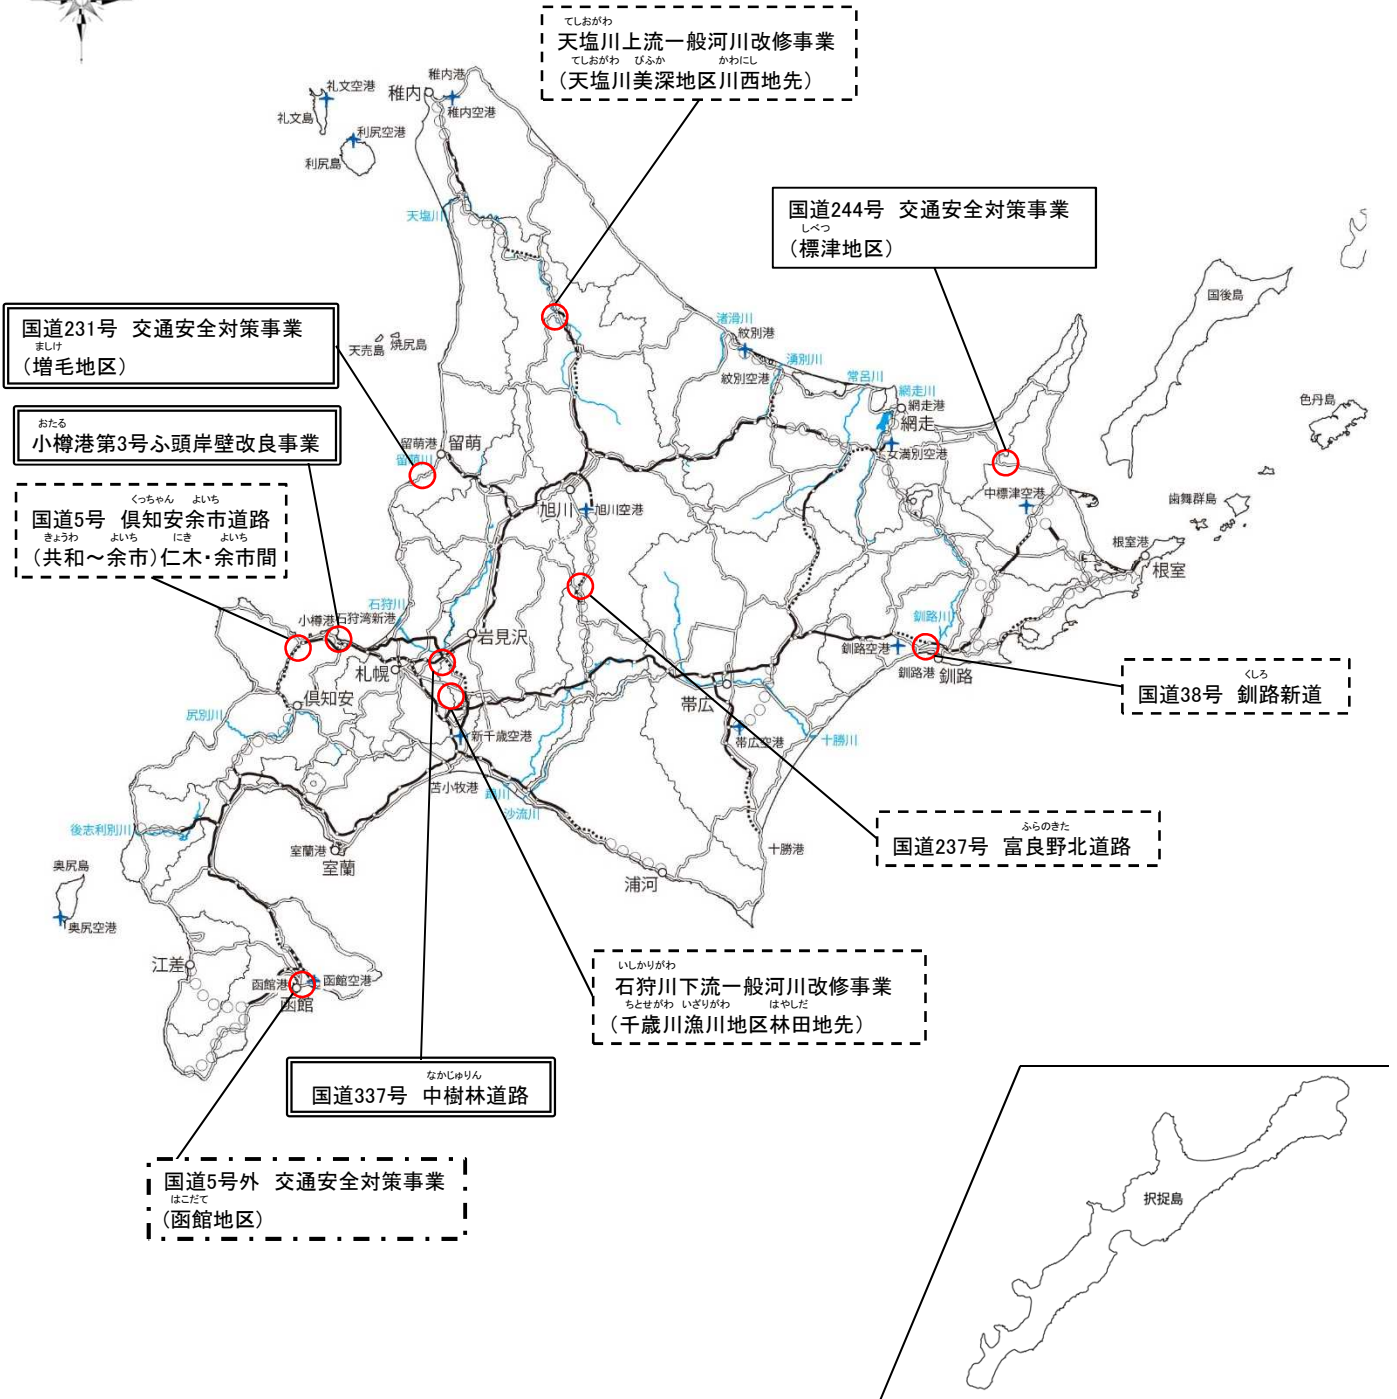 てしおがわ
天塩川上流一般河川改修事業
てしおがわ びふか かわにし
(天塩川美深地区川西地先)
礼文空港
礼文島
利尻空港
利尻島
稚内港
稚内
稚内空港
天塩川
国道244号 交通安全対策事業
しべつ
(標津地区)
国後島
色丹島
歯舞群島
国道231号 交通安全対策事業
ましけ
(増毛地区)
天売島
焼尻島
渚滑川
紋別港
紋別空港
湧別川
常呂川
網走川
網走港
網走
女満別空港
中標津空港
根室港
根室
おたる
小樽港第3号ふ頭岸壁改良事業
留萌港
留萌
留萌川
旭川
旭川空港
くっちゃん よいち
国道5号 倶知安余市道路
きょうわ よいち にき よいち
(共和~余市)仁木・余市間
石狩川
小樽港
石狩湾新港
岩見沢
札幌
倶知安
尻別川
新千歳空港
苫小牧港
鵡川
沙流川
帯広
帯広空港
十勝川
十勝港
釧路川
釧路空港
釧路港
釧路
くしろ
国道38号 釧路新道
ふらのきた
国道237号 富良野北道路
後志利別川
室蘭港
室蘭
浦河
奥尻島
奥尻空港
江差
函館港
函館空港
函館
いしかりがわ
石狩川下流一般河川改修事業
ちとせがわ いざりがわ はやしだ
(千歳川漁川地区林田地先)
なかじゅりん
国道337号 中樹林道路
国道5号外 交通安全対策事業
はこだて
(函館地区)
択捉島